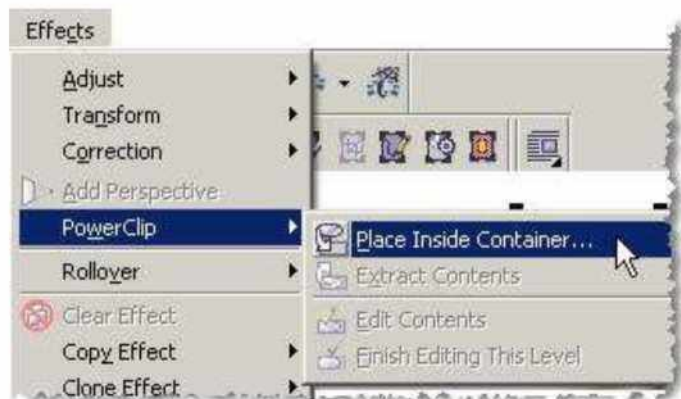 Effects
Adjust
Transform
Correction
Add Perspective
PowerClip
Place Inside Container...
Rollover
Extract Contents
Clear Effect
Edit Contents
Copy Effect
Finish Editing This Level
Clone Effect